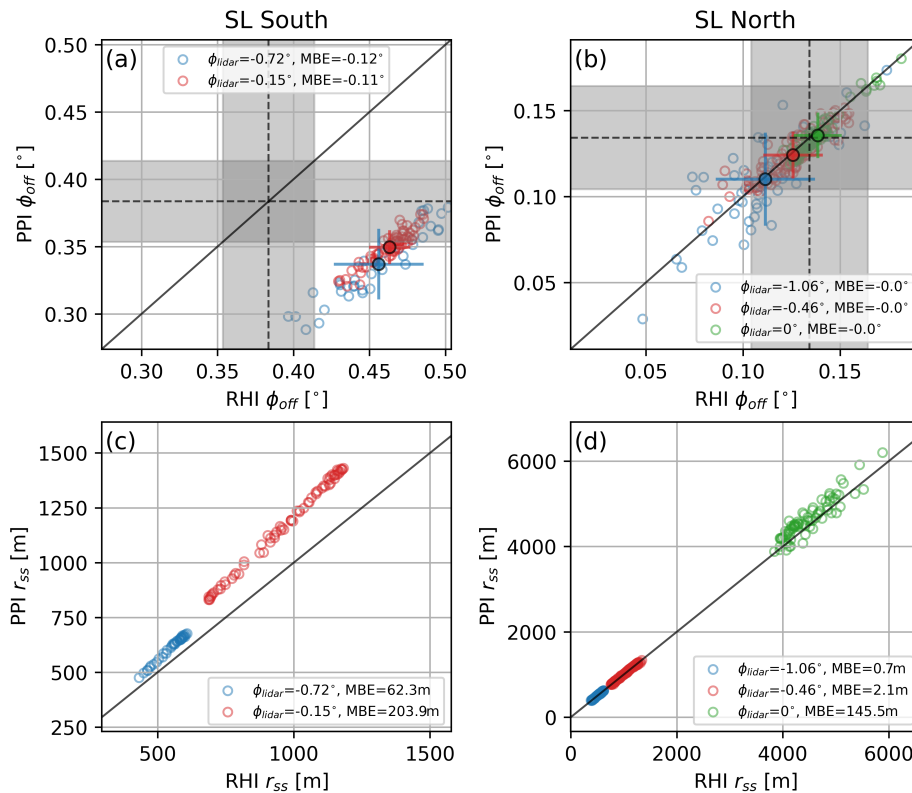 SL South
SL North
(a)
ϕlidar=-0.72°, MBE=-0.12°
ϕlidar=-0.15°, MBE=-0.11°
0.50
0.45
0.40
0.35
0.30
PPI ϕoff [°]
0.30 0.35 0.40 0.45 0.50
RHI ϕoff [°]
(b)
0.15
0.10
0.05
PPI ϕoff [°]
ϕlidar=-1.06°, MBE=-0.0°
ϕlidar=-0.46°, MBE=-0.0°
ϕlidar=0°, MBE=-0.0°
0.05 0.10 0.15
RHI ϕoff [°]
(c)
1500
1250
1000
750
500
250
PPI rss [m]
ϕlidar=-0.72°, MBE=62.3m
ϕlidar=-0.15°, MBE=203.9m
500 1000 1500
RHI rss [m]
(d)
6000
4000
2000
0
PPI rss [m]
ϕlidar=-1.06°, MBE=0.7m
ϕlidar=-0.46°, MBE=2.1m
ϕlidar=0°, MBE=145.5m
0 2000 4000 6000
RHI rss [m]